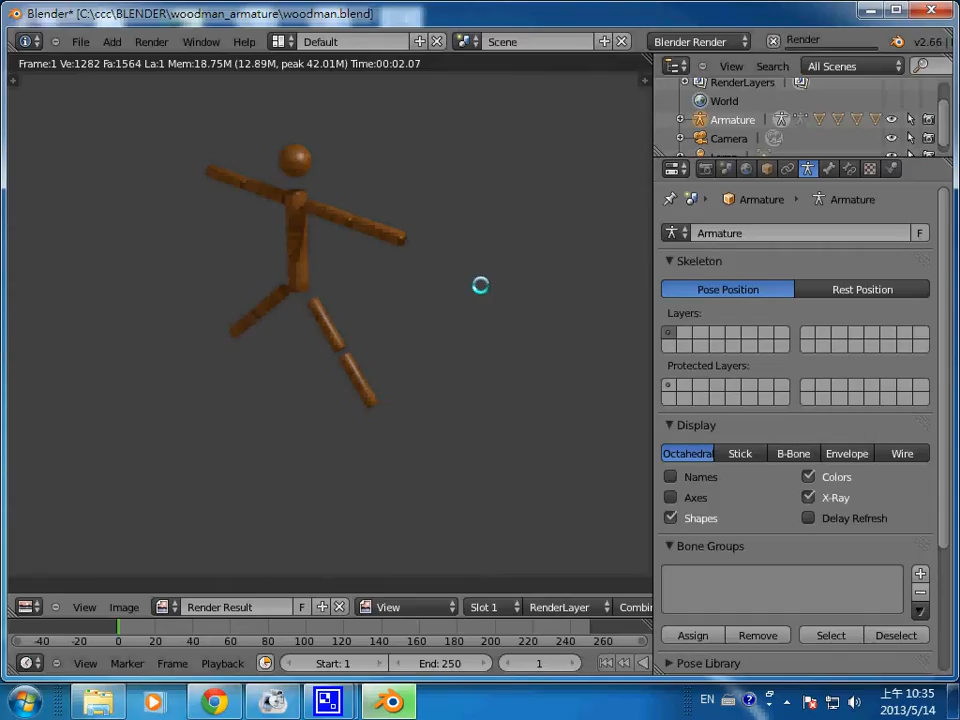 Blender* [C:\ccc\BLENDER\woodman_armature\woodman.blend]
File Add Render Window Help Default Scene Blender Render Render v2.66
Frame:1 Ve:1282 Fa:1564 La:1 Mem:18.75M (12.89M, peak 42.01M) Time:00:02.07
View Search All Scenes
RenderLayers
World
Armature
Camera
Armature Armature
Armature F
Skeleton
Pose Position Rest Position
Layers:
Protected Layers:
Display
Octahedral Stick B-Bone Envelope Wire
Names Colors
Axes X-Ray
Shapes Delay Refresh
Bone Groups
Assign Remove Select Deselect
Pose Library
View Image Render Result F View Slot 1 RenderLayer Combin
-40 -20 0 20 40 60 80 100 120 140 160 180 200 220 240 260
View Marker Frame Playback Start: 1 End: 250 1
EN
上午 10:35
2013/5/14